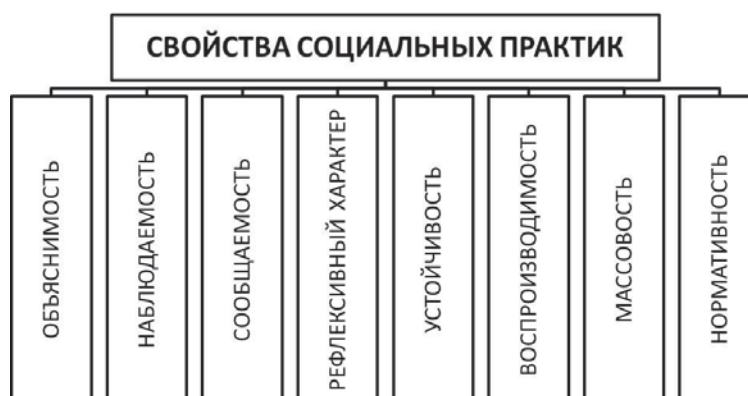 СВОЙСТВА СОЦИАЛЬНЫХ ПРАКТИК
ОБЪЯСНИМОСТЬ
НАБЛЮДАЕМОСТЬ
СООБЩАЕМОСТЬ
РЕФЛЕКСИВНЫЙ ХАРАКТЕР
УСТОЙЧИВОСТЬ
ВОСПРОИЗВОДИМОСТЬ
МАССОВОСТЬ
НОРМАТИВНОСТЬ